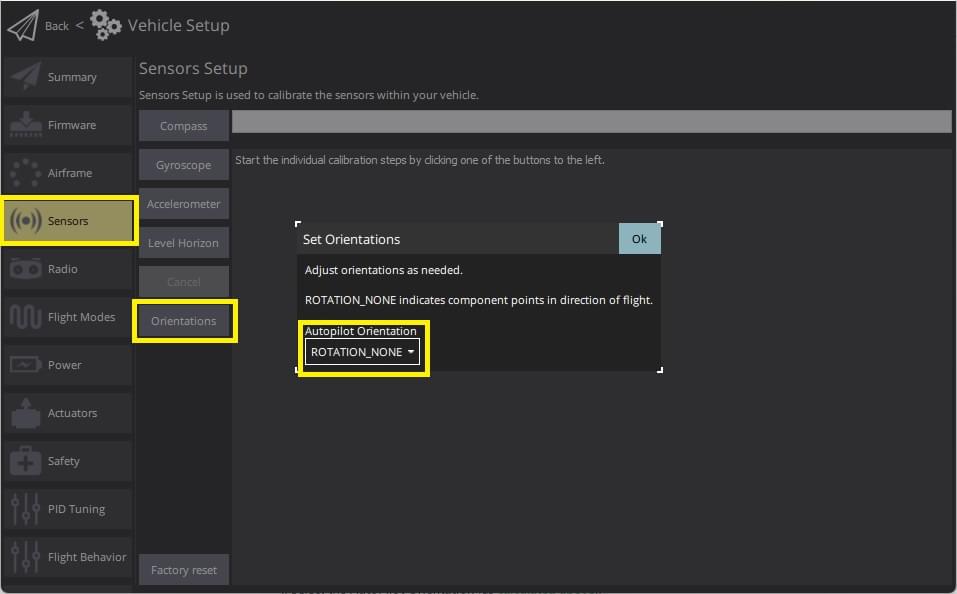 Back < Vehicle Setup
Summary
Firmware
Airframe
Sensors
Radio
Flight Modes
Power
Actuators
Safety
PID Tuning
Flight Behavior
Sensors Setup
Sensors Setup is used to calibrate the sensors within your vehicle.
Compass
Gyroscope
Accelerometer
Level Horizon
Cancel
Orientations
Factory reset
Start the individual calibration steps by clicking one of the buttons to the left.
Set Orientations
Ok
Adjust orientations as needed.
ROTATION_NONE indicates component points in direction of flight.
Autopilot Orientation
ROTATION_NONE